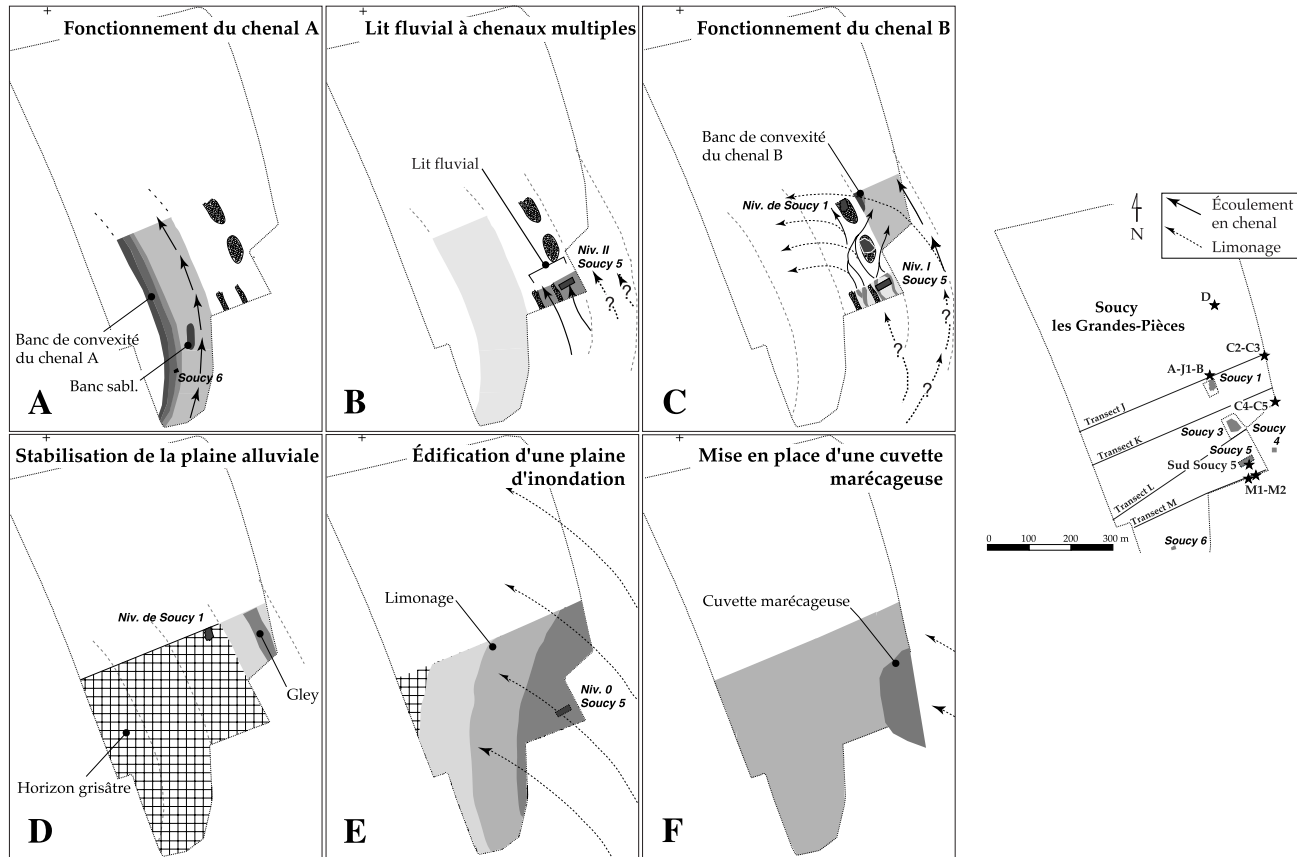 Fonctionnement du chenal A
Banc de convexité
du chenal A
Banc sabl.
Soucy 6
A
Lit fluvial à chenaux multiples
Lit fluvial
Niv. II
Soucy 5
?
?
?
B
Fonctionnement du chenal B
Banc de convexité
du chenal B
Niv. de Soucy 1
Niv. I
Soucy 5
?
?
?
C
Stabilisation de la plaine alluviale
Niv. de Soucy 1
Gley
Horizon grisâtre
D
Édification d'une plaine
d'inondation
Limonage
Niv. 0
Soucy 5
E
Mise en place d'une cuvette
marécageuse
Cuvette marécageuse
F
N
Écoulement
en chenal
Limonage
D
Soucy
les Grandes-Pièces
C2-C3
A-J1-B
Soucy 1
C4-C5
Transect J
Soucy 3
Soucy
4
Transect K
Soucy 5
Sud Soucy 5
M1-M2
Transect L
Transect M
0 100 200 300 m
Soucy 6